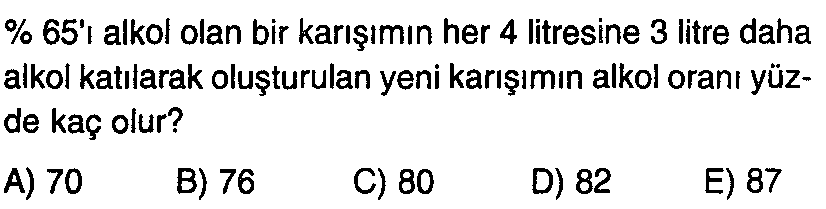 % 65'i alkol olan bir karışımın her 4 litresine 3 litre daha
alkol katılarak oluşturulan yeni karışımın alkol oranı yüz-
de kaç olur?
A) 70 B) 76 C) 80 D) 82 E) 87